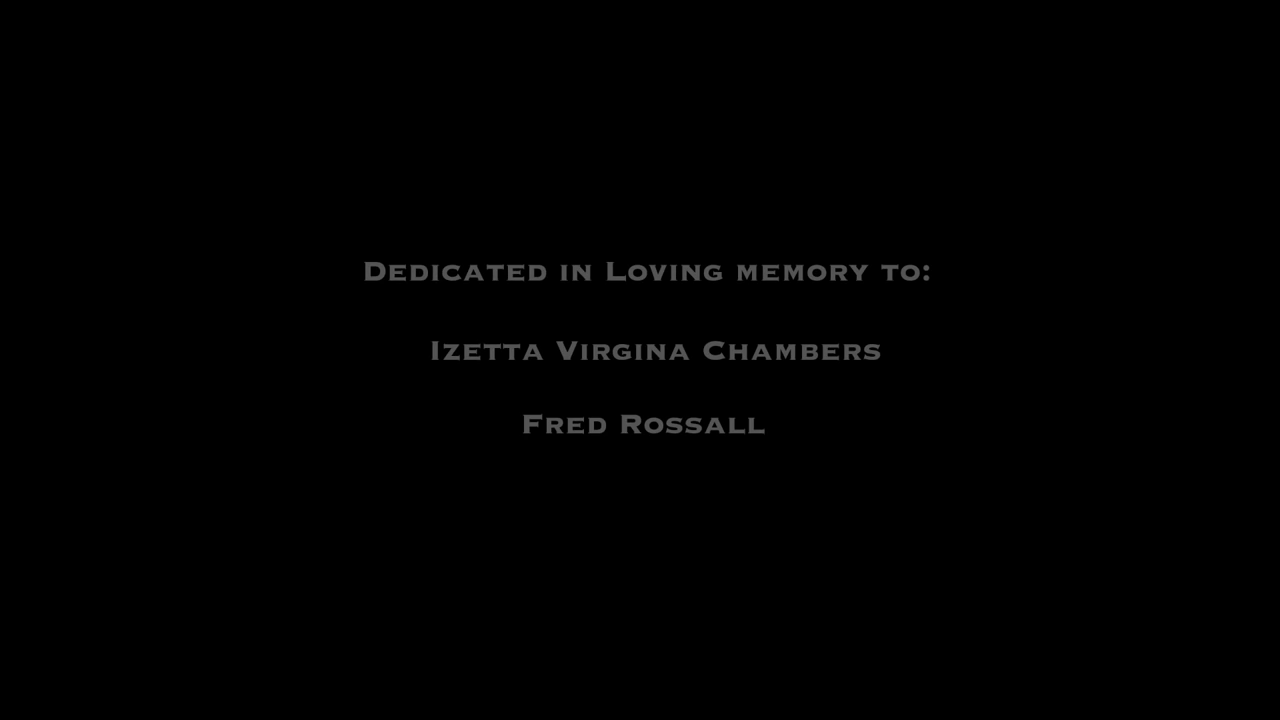 Dedicated in Loving memory to:
Izetta Virgina Chambers
Fred Rossall